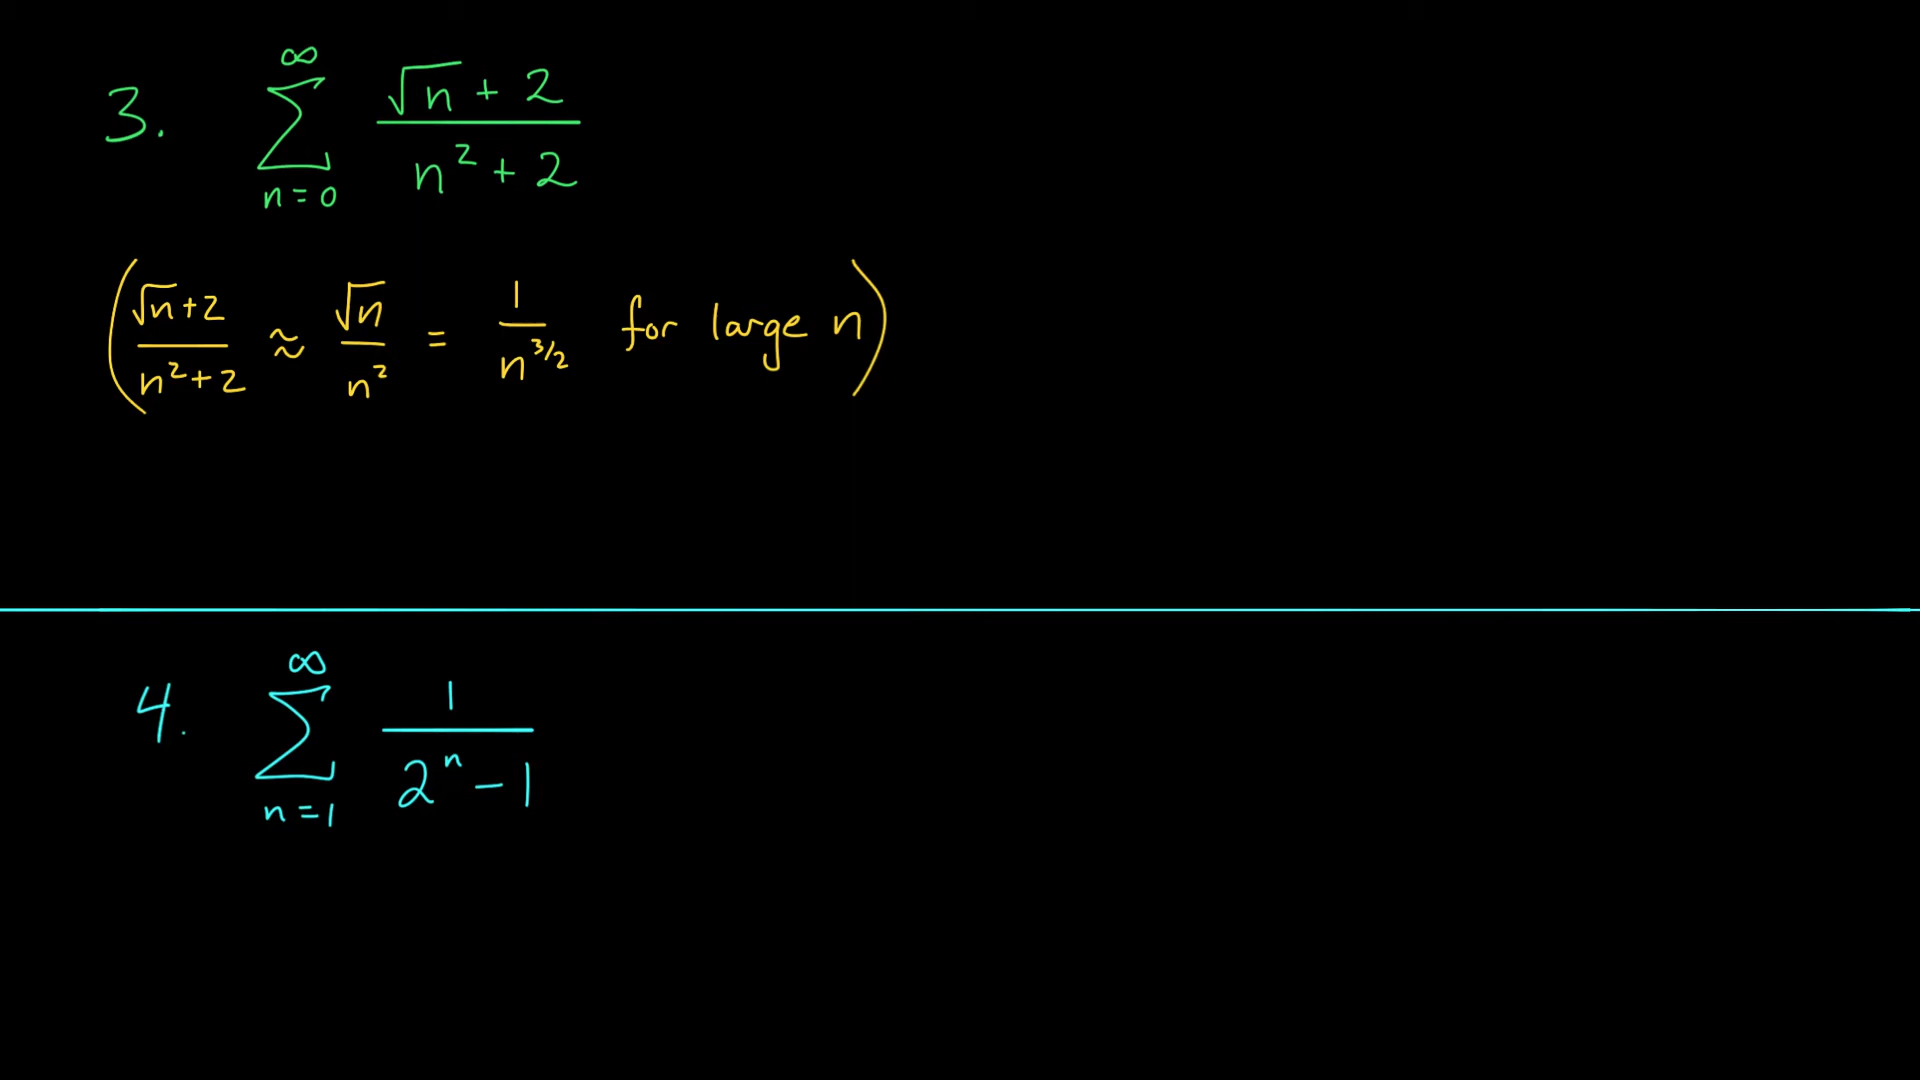 3. ∞∑n=0 (√n + 2)/(n² + 2)
((√n+2)/(n²+2) ≈ √n/n² = 1/n^(3/2) for large n)
4. ∞∑n=1 1/(2ⁿ − 1)